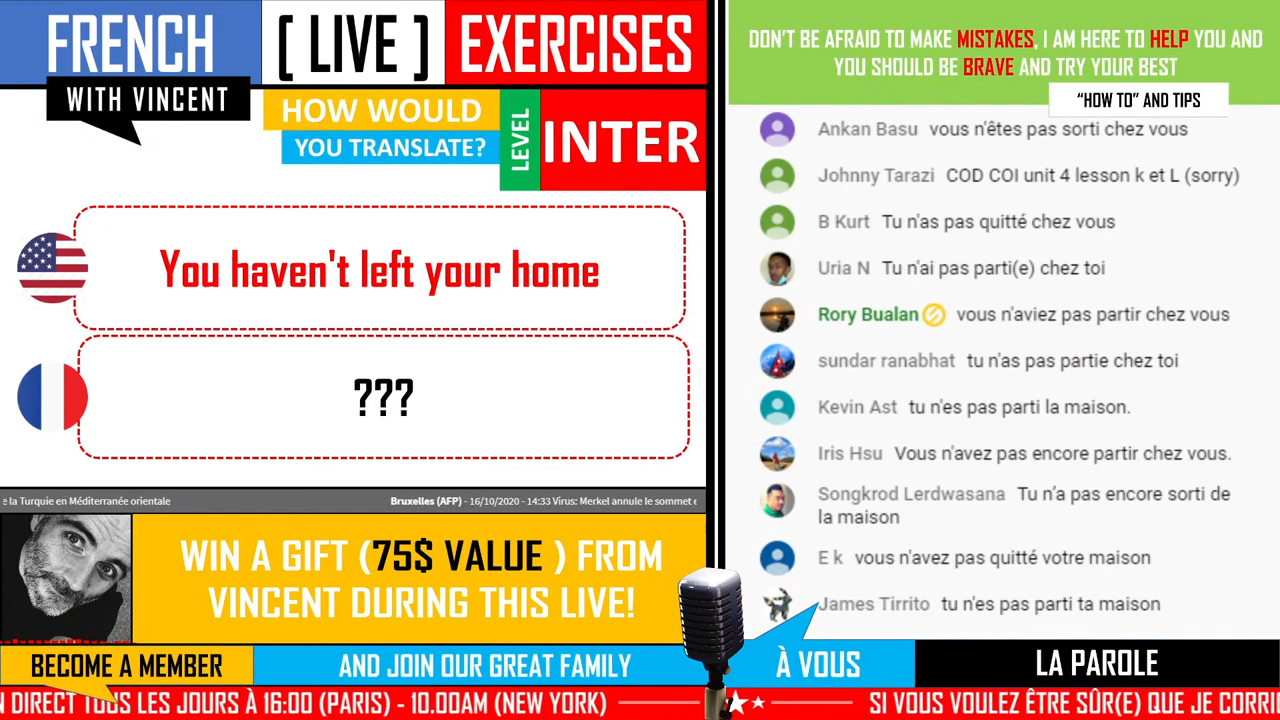 FRENCH
WITH VINCENT
[ LIVE ]
EXERCISES
HOW WOULD
YOU TRANSLATE?
LEVEL
INTER
You haven't left your home
???
e la Turquie en Méditerranée orientale
Bruxelles (AFP) - 16/10/2020 - 14:33 Virus: Merkel annule le sommet e
WIN A GIFT (75$ VALUE ) FROM
VINCENT DURING THIS LIVE!
BECOME A MEMBER
AND JOIN OUR GREAT FAMILY
N DIRECT TOUS LES JOURS À 16:00 (PARIS) - 10.00AM (NEW YORK)
DON'T BE AFRAID TO MAKE MISTAKES, I AM HERE TO HELP YOU AND
YOU SHOULD BE BRAVE AND TRY YOUR BEST
“HOW TO” AND TIPS
Ankan Basu vous n'êtes pas sorti chez vous
Johnny Tarazi COD COI unit 4 lesson k et L (sorry)
B Kurt Tu n'as pas quitté chez vous
Uria N Tu n'ai pas parti(e) chez toi
Rory Bualan vous n'aviez pas partir chez vous
sundar ranabhat tu n'as pas partie chez toi
Kevin Ast tu n'es pas parti la maison.
Iris Hsu Vous n'avez pas encore partir chez vous.
Songkrod Lerdwasana Tu n'a pas encore sorti de
la maison
E k vous n'avez pas quitté votre maison
James Tirrito tu n'es pas parti ta maison
À VOUS
LA PAROLE
SI VOUS VOULEZ ÊTRE SÛR(E) QUE JE CORRI